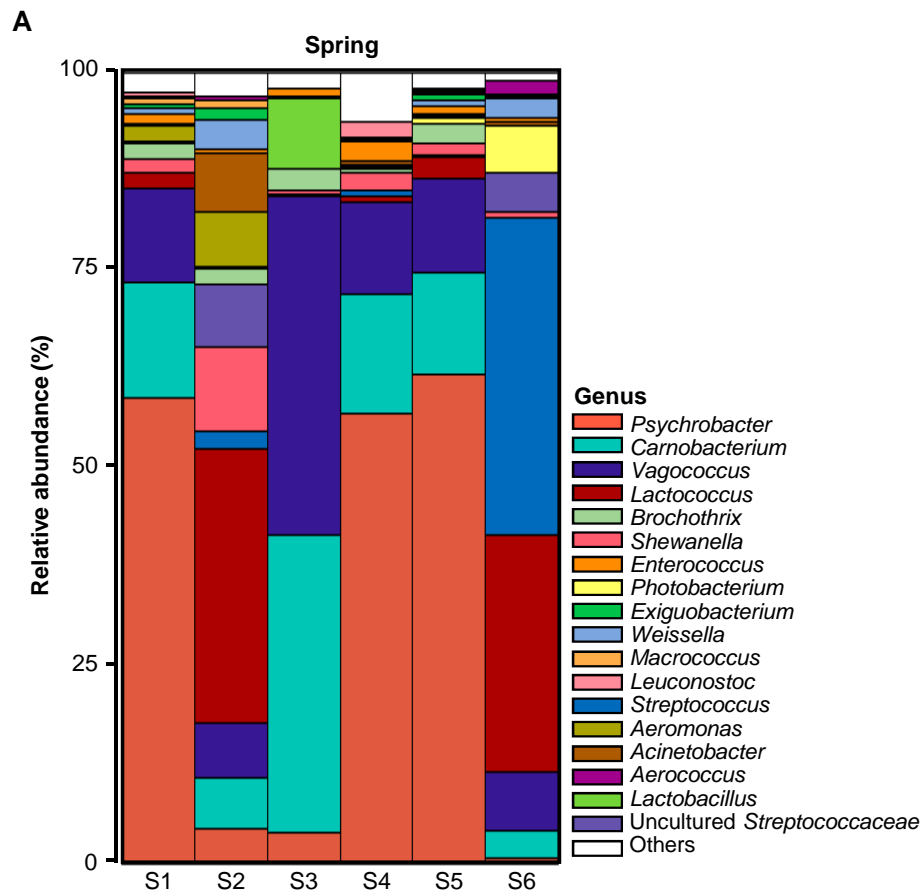 A
Spring
100
75
50
25
0
Relative abundance (%)
S1 S2 S3 S4 S5 S6
Genus
Psychrobacter
Carnobacterium
Vagococcus
Lactococcus
Brochothrix
Shewanella
Enterococcus
Photobacterium
Exiguobacterium
Weissella
Macrococcus
Leuconostoc
Streptococcus
Aeromonas
Acinetobacter
Aerococcus
Lactobacillus
Uncultured Streptococcaceae
Others